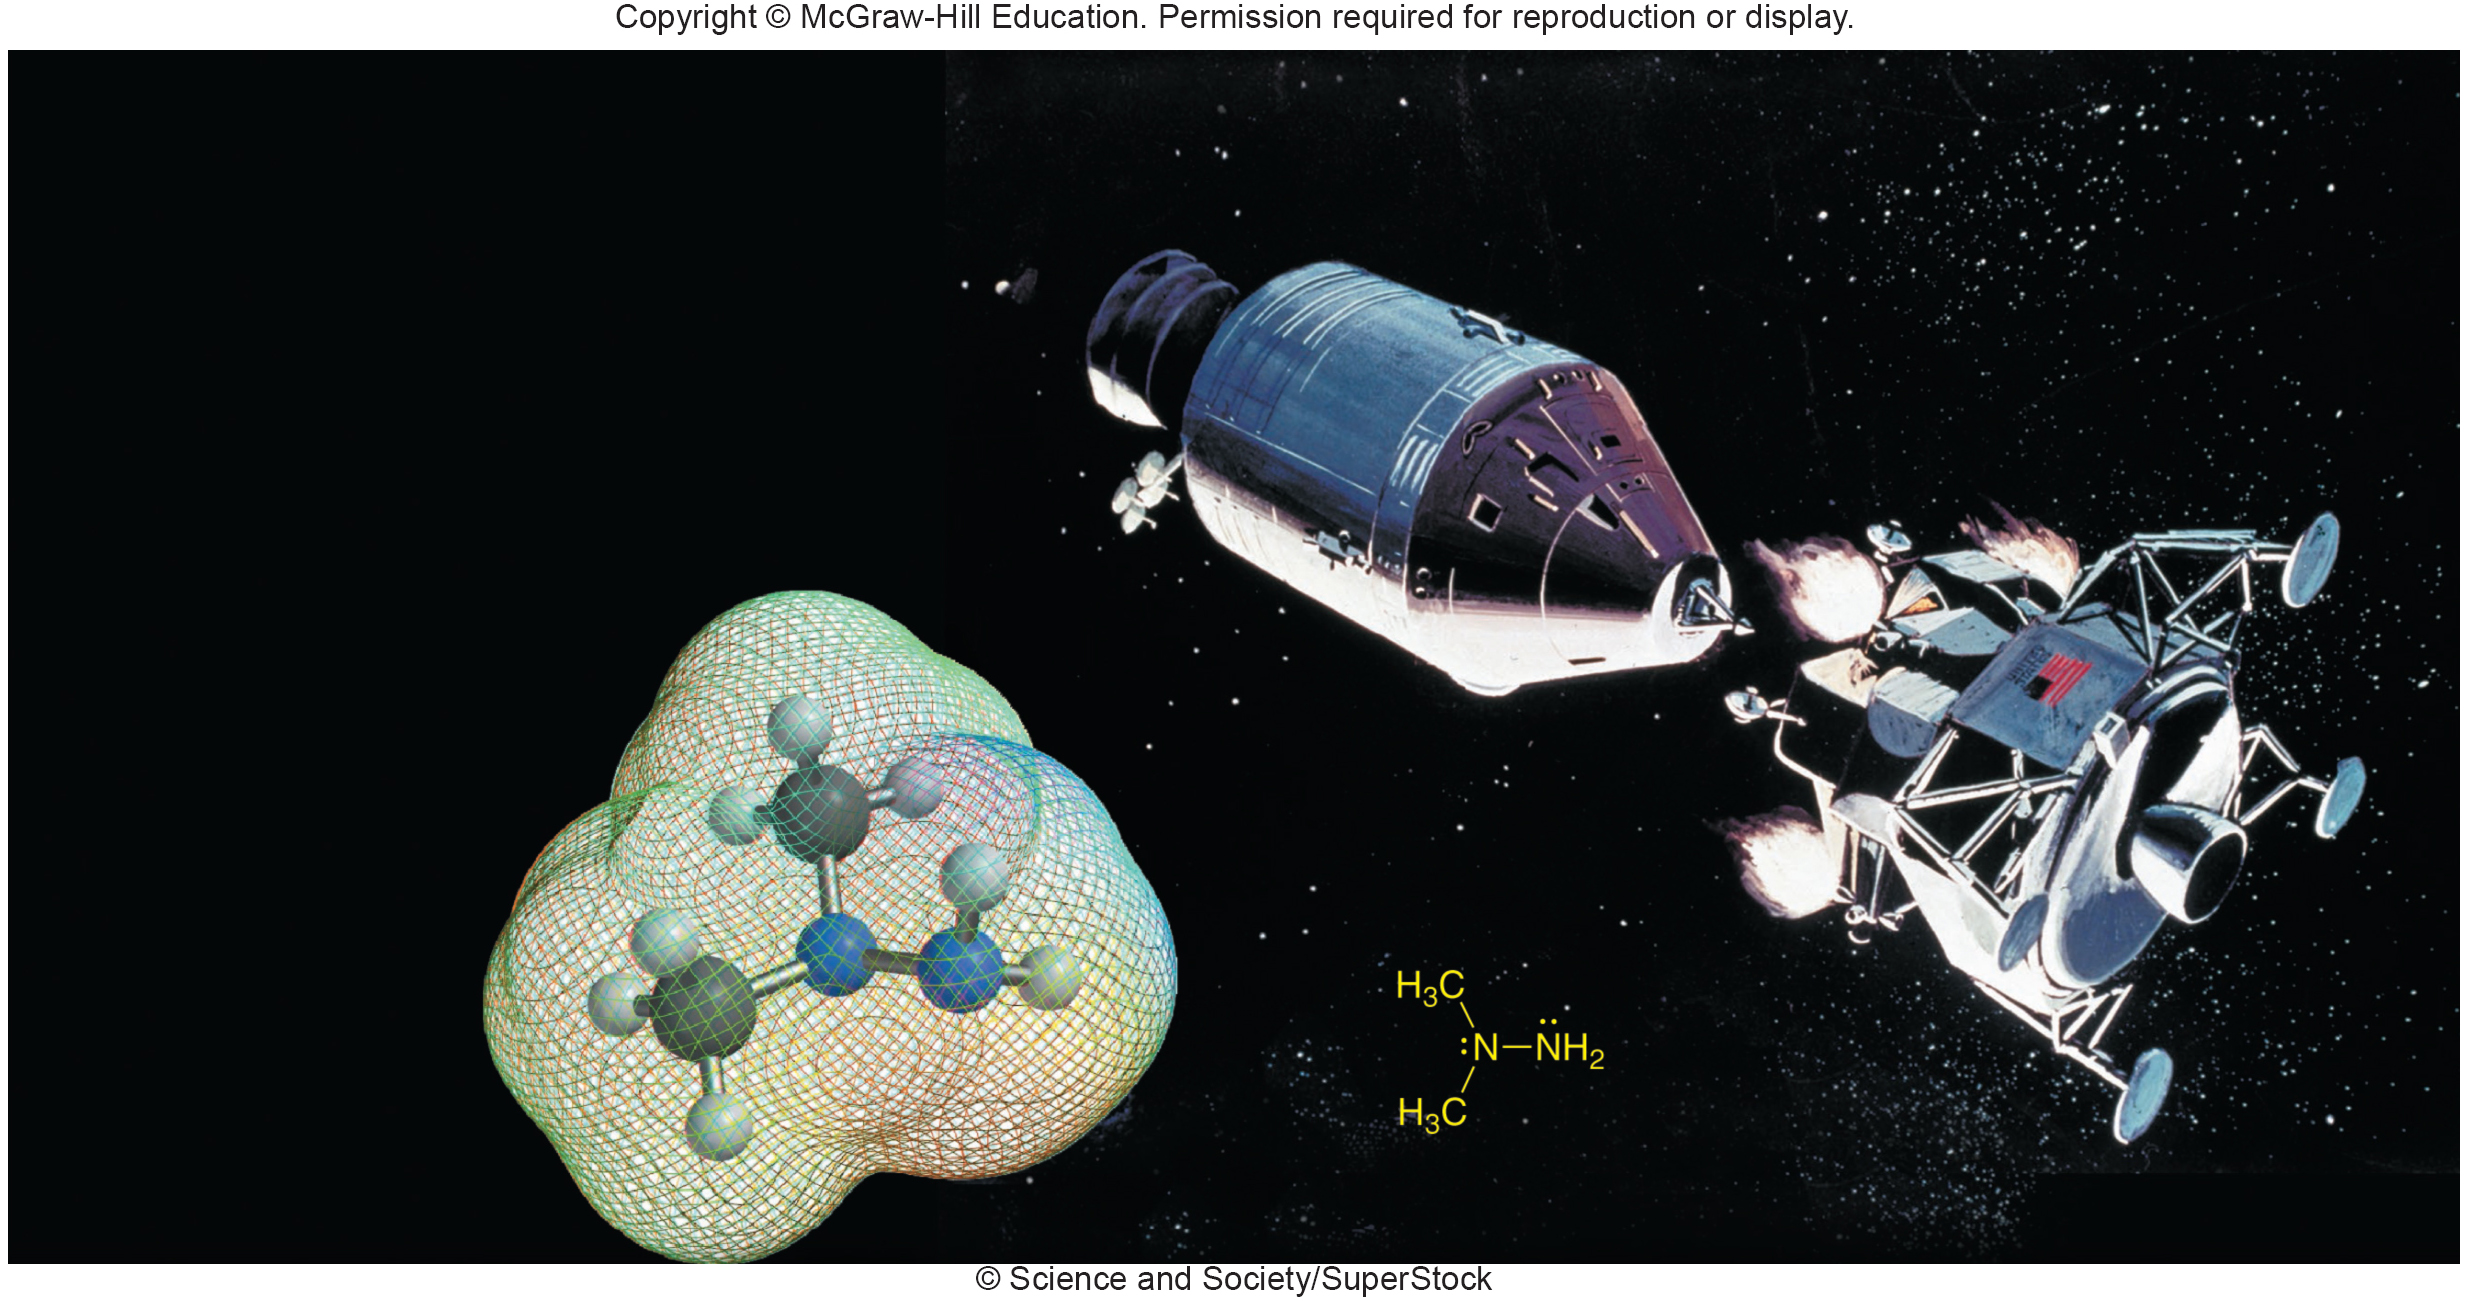 Copyright © McGraw-Hill Education. Permission required for reproduction or display.
H₃C
:N—N̈H₂
H₃C
© Science and Society/SuperStock